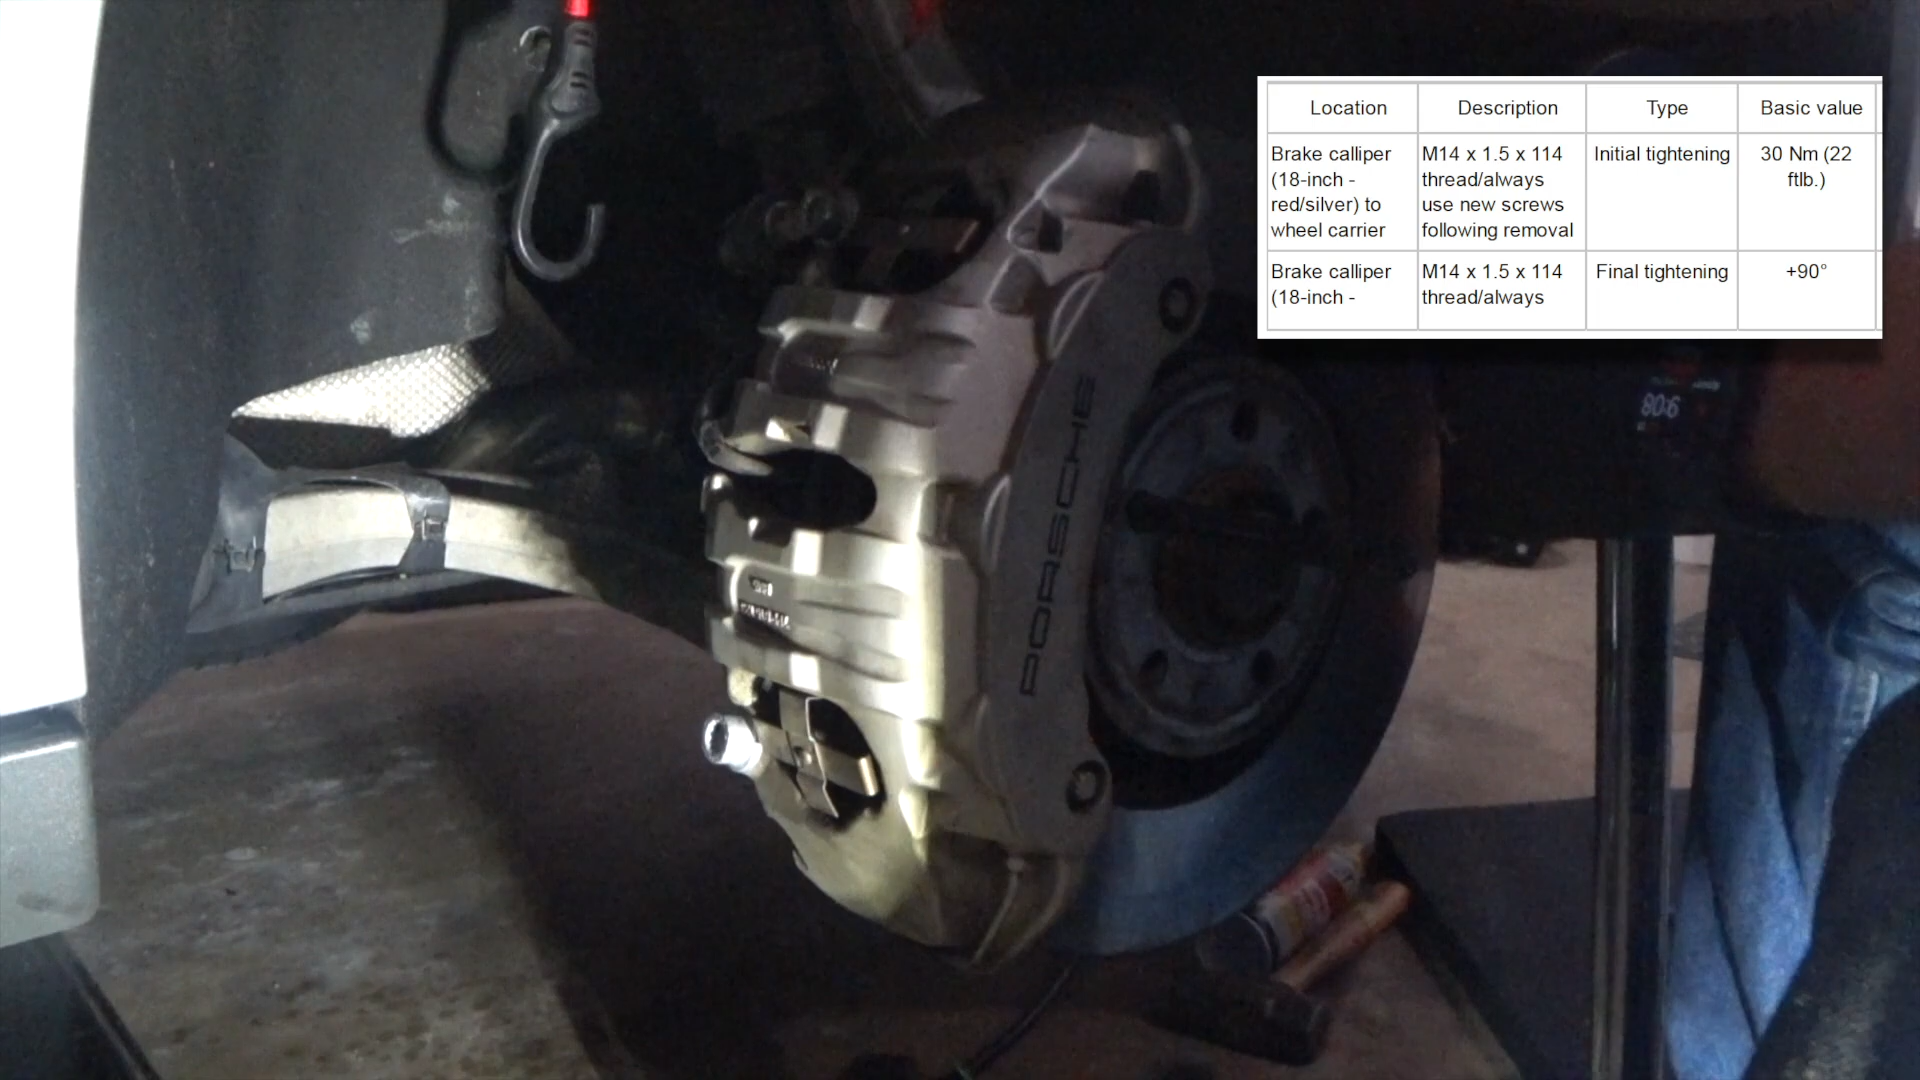 Location Description Type Basic value
Brake calliper M14 x 1.5 x 114 Initial tightening 30 Nm (22
(18-inch - thread/always ftlb.)
red/silver) to use new screws
wheel carrier following removal
Brake calliper M14 x 1.5 x 114 Final tightening +90°
(18-inch - thread/always
PORSCHE